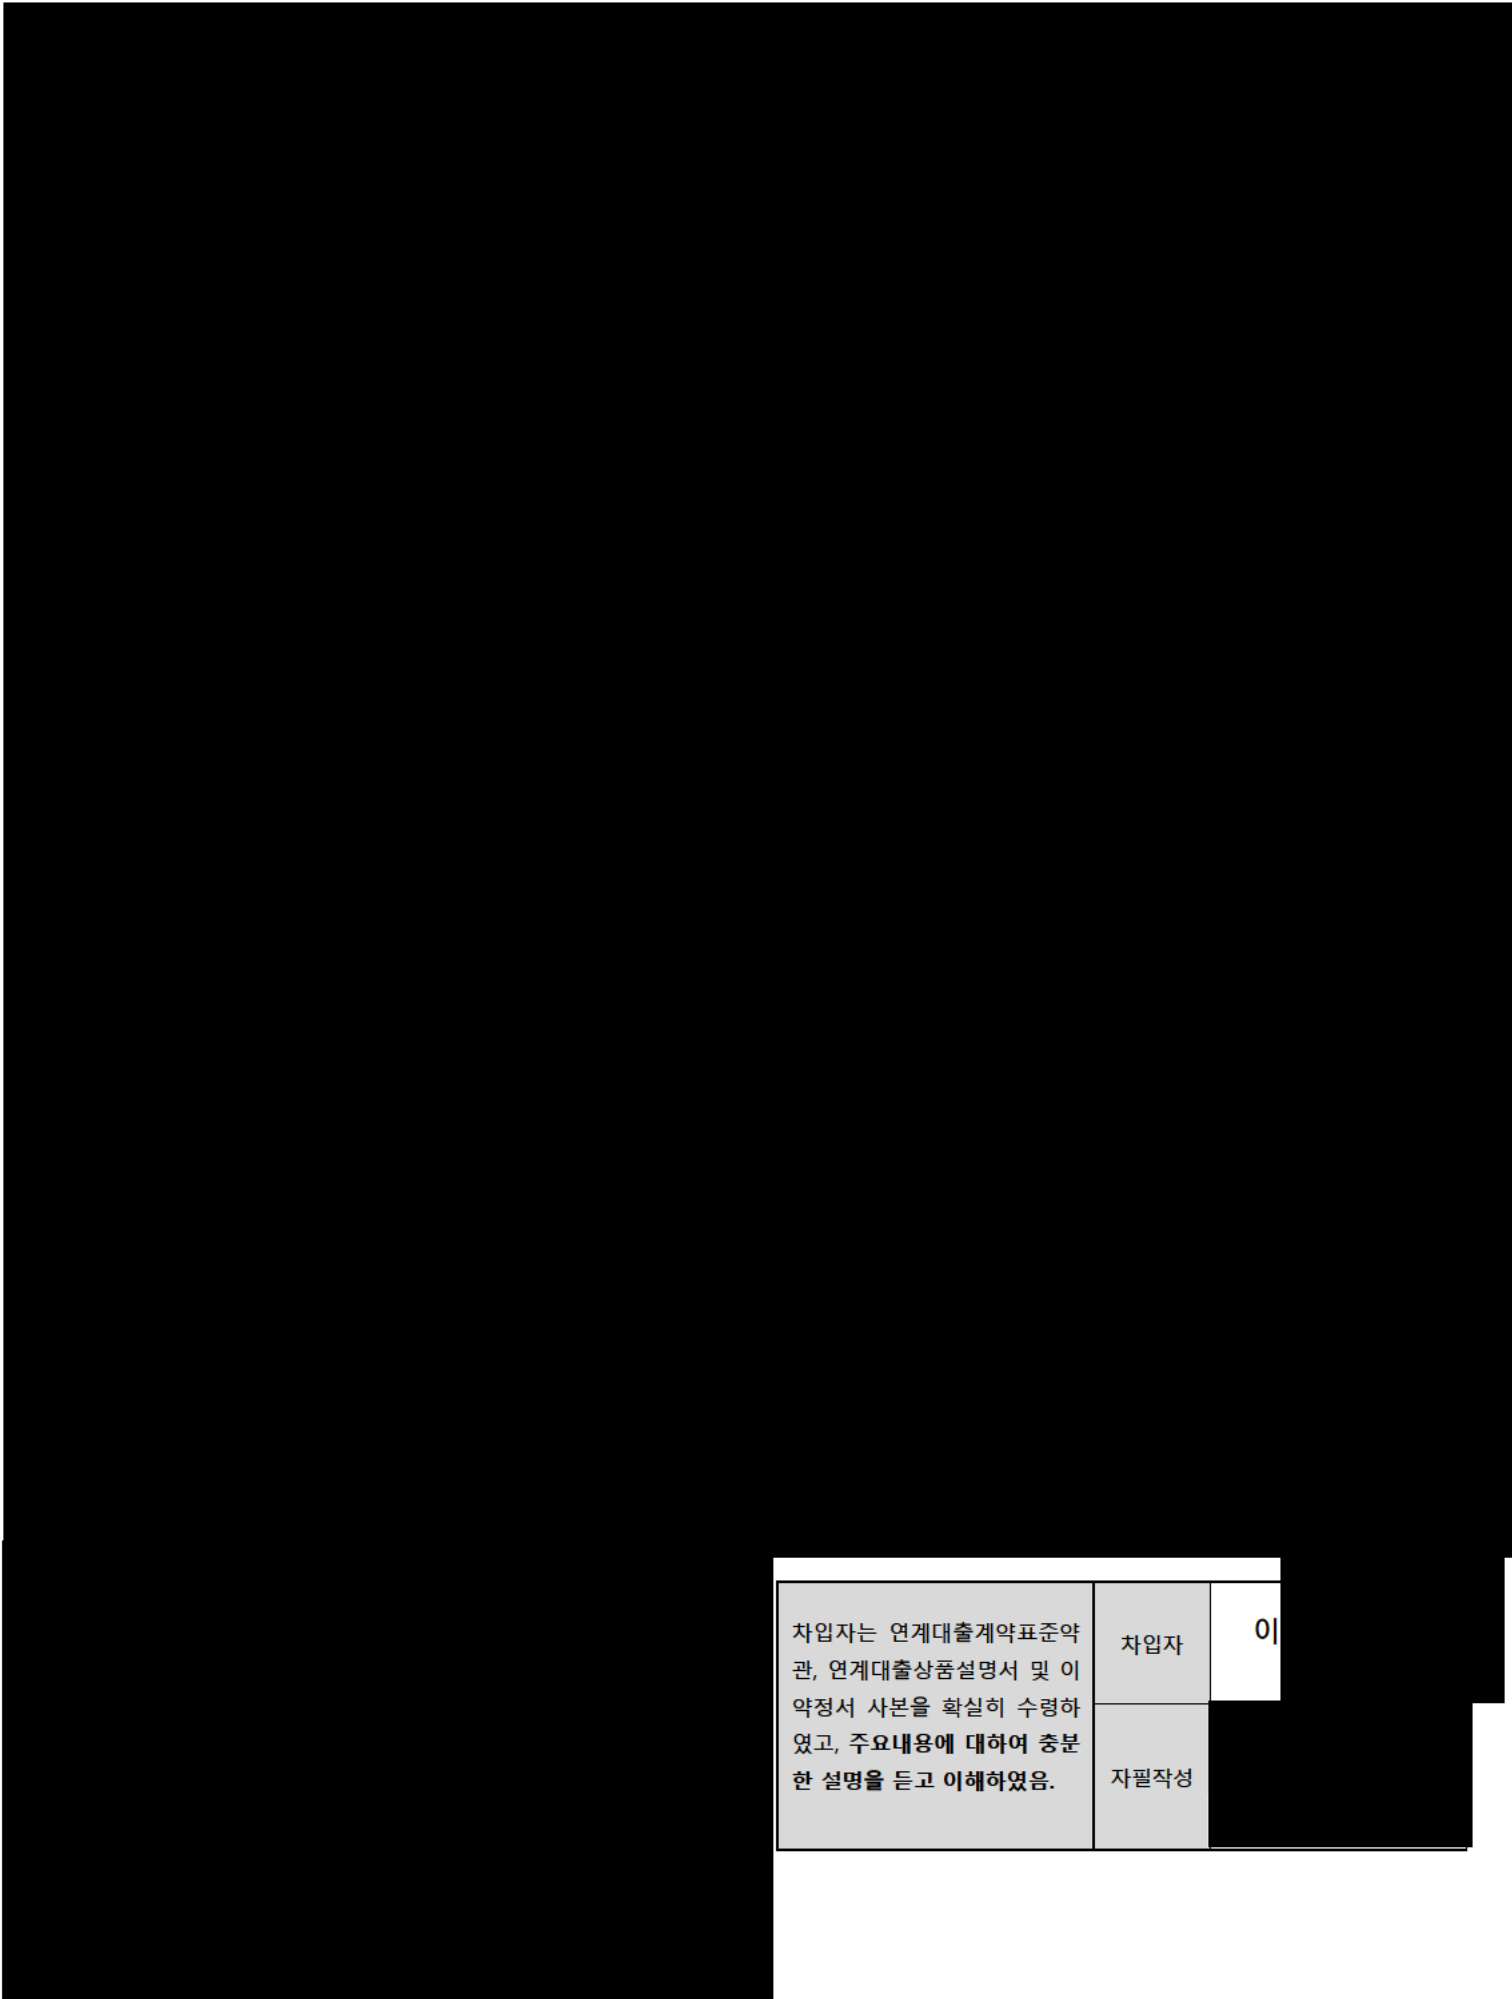 차입자는 연계대출계약표준약
관, 연계대출상품설명서 및 이
약정서 사본을 확실히 수령하
였고, 주요내용에 대하여 충분
한 설명을 듣고 이해하였음.
차입자
이
자필작성